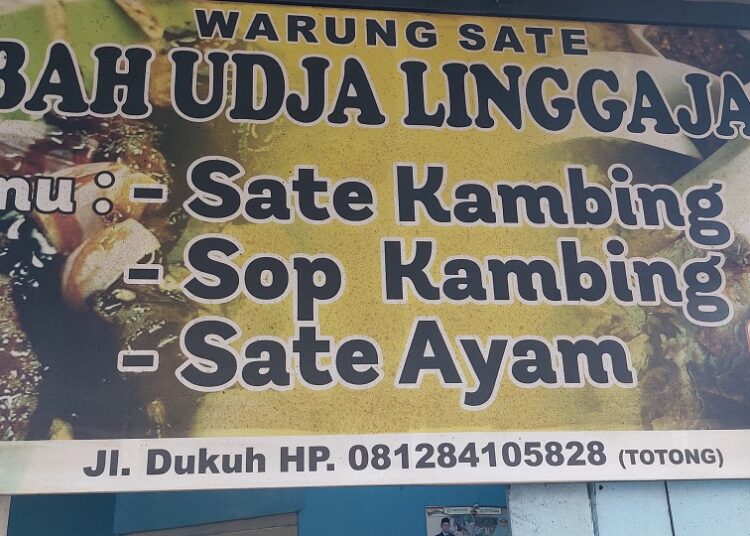 WARUNG SATE
BAH UDJA LINGGAJA
nu : - Sate Kambing
- Sop Kambing
- Sate Ayam
Jl. Dukuh HP. 081284105828 (TOTONG)